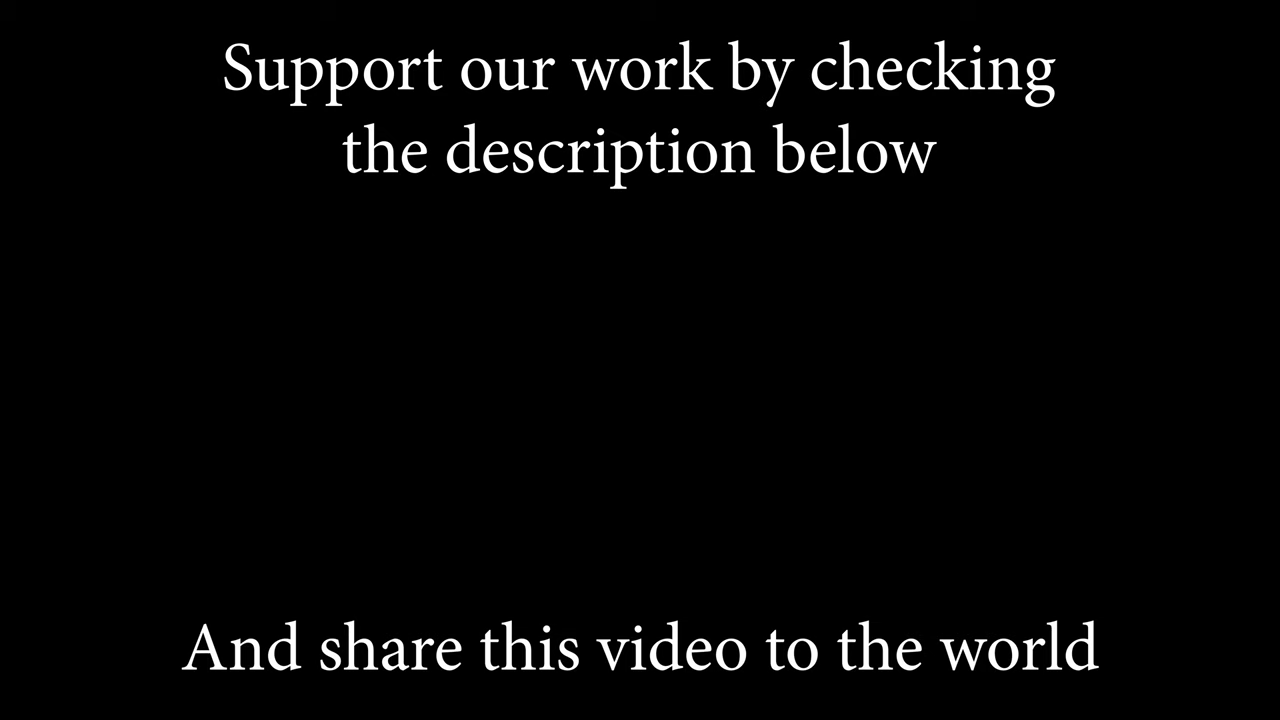 Support our work by checking
the description below
And share this video to the world